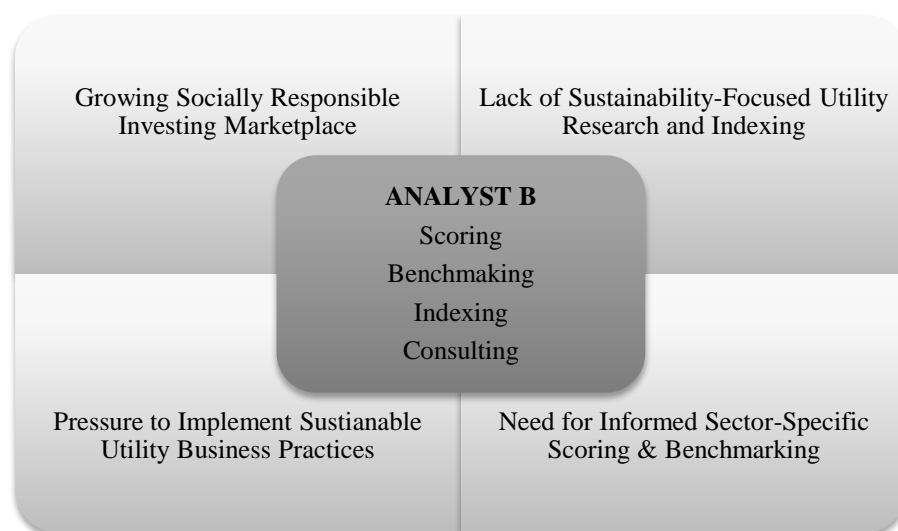 Growing Socially Responsible
Investing Marketplace
Lack of Sustainability-Focused Utility
Research and Indexing
ANALYST B
Scoring
Benchmaking
Indexing
Consulting
Pressure to Implement Sustianable
Utility Business Practices
Need for Informed Sector-Specific
Scoring & Benchmarking